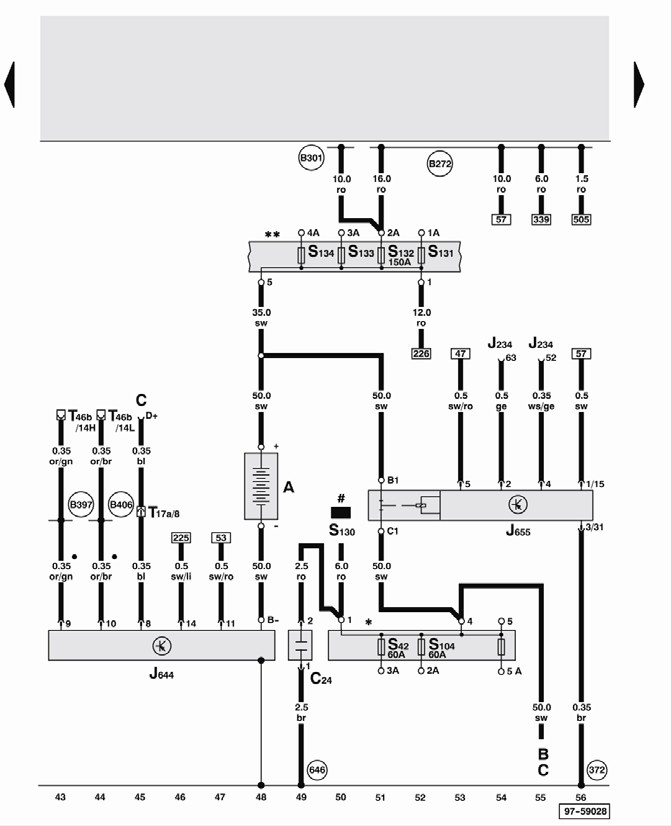 B301
B272
10.0 16.0 10.0 6.0 1.5
ro ro ro ro ro
57 339 505
** 4A 3A 2A 1A
S134 S133 S132 S131
150A
5 1
35.0 12.0
sw ro
226 47 J234 J234 57
63 52
C
T46b T46b D+
/14H /14L
50.0 50.0 0.5 0.5 0.35 0.5
sw sw sw/ro ge ws/ge sw
0.35 0.35 0.35
or/gn or/br bl
+
A
B1 5 2 4 1/15
B397 B406 T17a/8
#
S130
J655
C1 3/31
-
225 53
0.35 0.35 0.35 0.5 0.5 50.0 2.5 6.0 50.0
or/gn or/br bl sw/li sw/ro sw ro ro sw
9 10 8 14 11 B- 2 1 * 4 5
S42 S104
60A 60A
J644
1
C24
3A 2A 5A
2.5 50.0 0.35
br sw br
B
C
646 372
43 44 45 46 47 48 49 50 51 52 53 54 55 56
97-59028